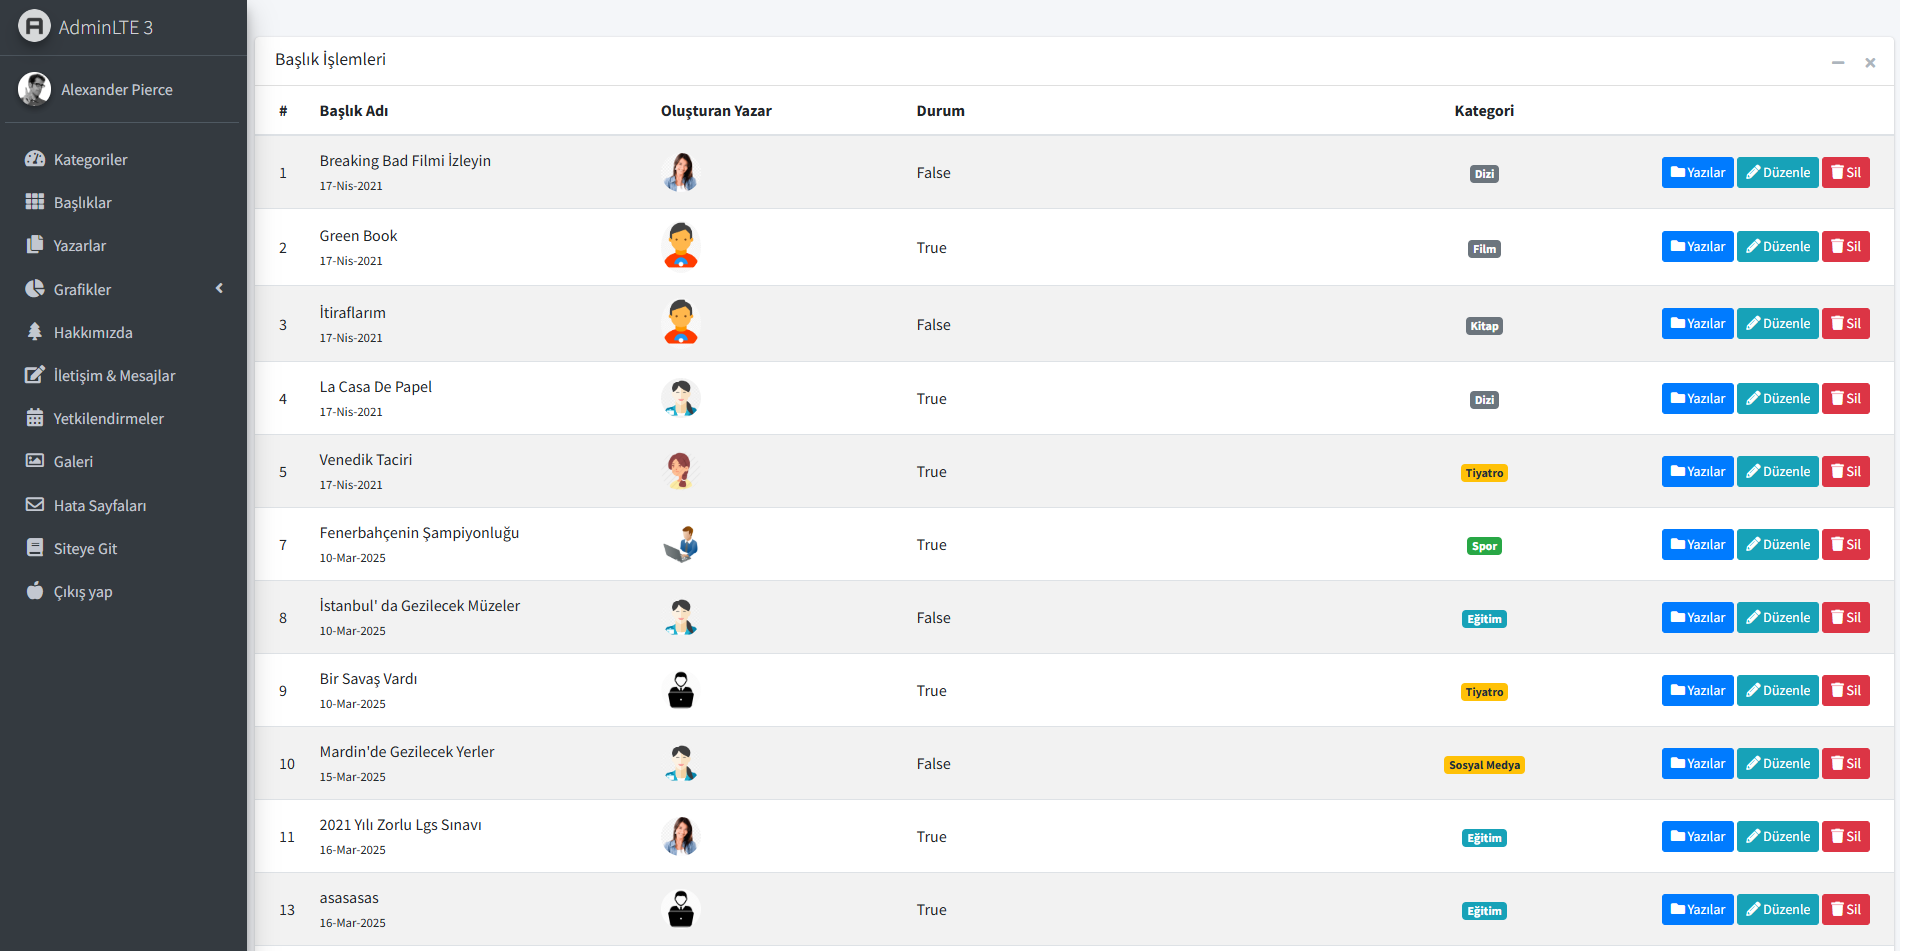 AdminLTE 3
Alexander Pierce
Kategoriler
Başlıklar
Yazarlar
Grafikler
Hakkımızda
İletişim & Mesajlar
Yetkilendirmeler
Galeri
Hata Sayfaları
Siteye Git
Çıkış yap
Başlık İşlemleri
# Başlık Adı Oluşturan Yazar Durum Kategori
1 Breaking Bad Filmi İzleyin False Dizi Yazılar Düzenle Sil
17-Nis-2021
2 Green Book True Film Yazılar Düzenle Sil
17-Nis-2021
3 İtiraflarım False Kitap Yazılar Düzenle Sil
17-Nis-2021
4 La Casa De Papel True Dizi Yazılar Düzenle Sil
17-Nis-2021
5 Venedik Taciri True Tiyatro Yazılar Düzenle Sil
17-Nis-2021
7 Fenerbahçenin Şampiyonluğu True Spor Yazılar Düzenle Sil
10-Mar-2025
8 İstanbul' da Gezilecek Müzeler False Eğitim Yazılar Düzenle Sil
10-Mar-2025
9 Bir Savaş Vardı True Tiyatro Yazılar Düzenle Sil
10-Mar-2025
10 Mardin'de Gezilecek Yerler False Sosyal Medya Yazılar Düzenle Sil
15-Mar-2025
11 2021 Yılı Zorlu Lgs Sınavı True Eğitim Yazılar Düzenle Sil
16-Mar-2025
13 asasasas True Eğitim Yazılar Düzenle Sil
16-Mar-2025